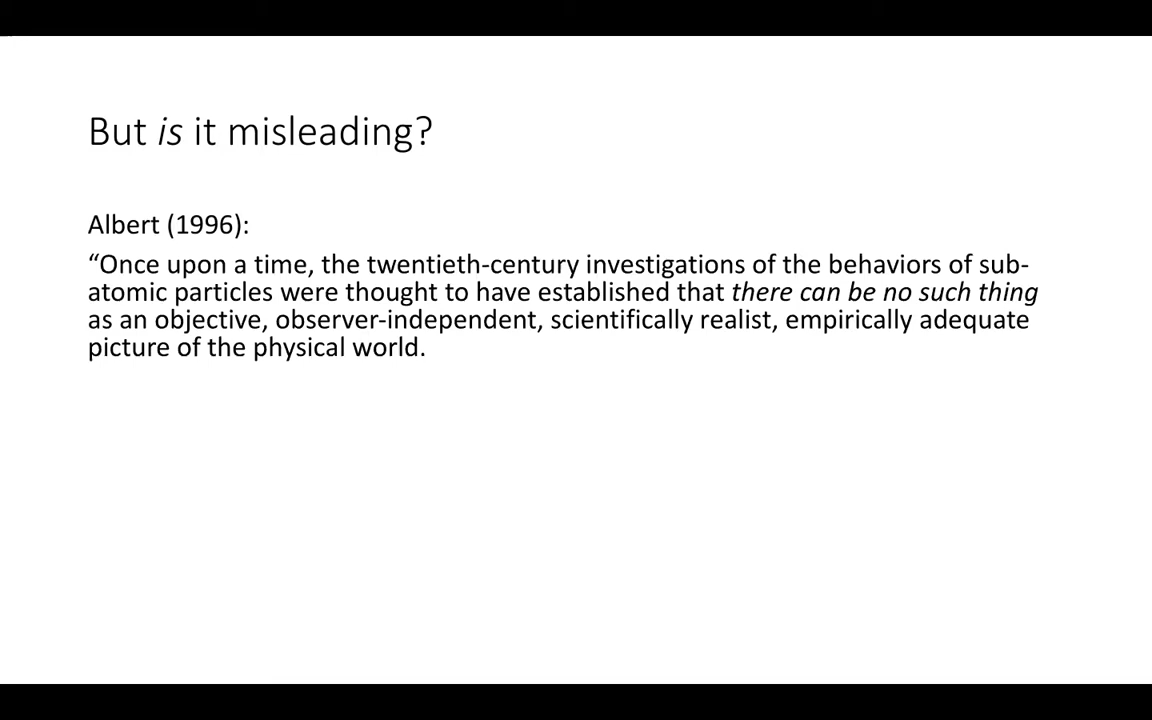 But is it misleading?
Albert (1996):
“Once upon a time, the twentieth-century investigations of the behaviors of sub-
atomic particles were thought to have established that there can be no such thing
as an objective, observer-independent, scientifically realist, empirically adequate
picture of the physical world.